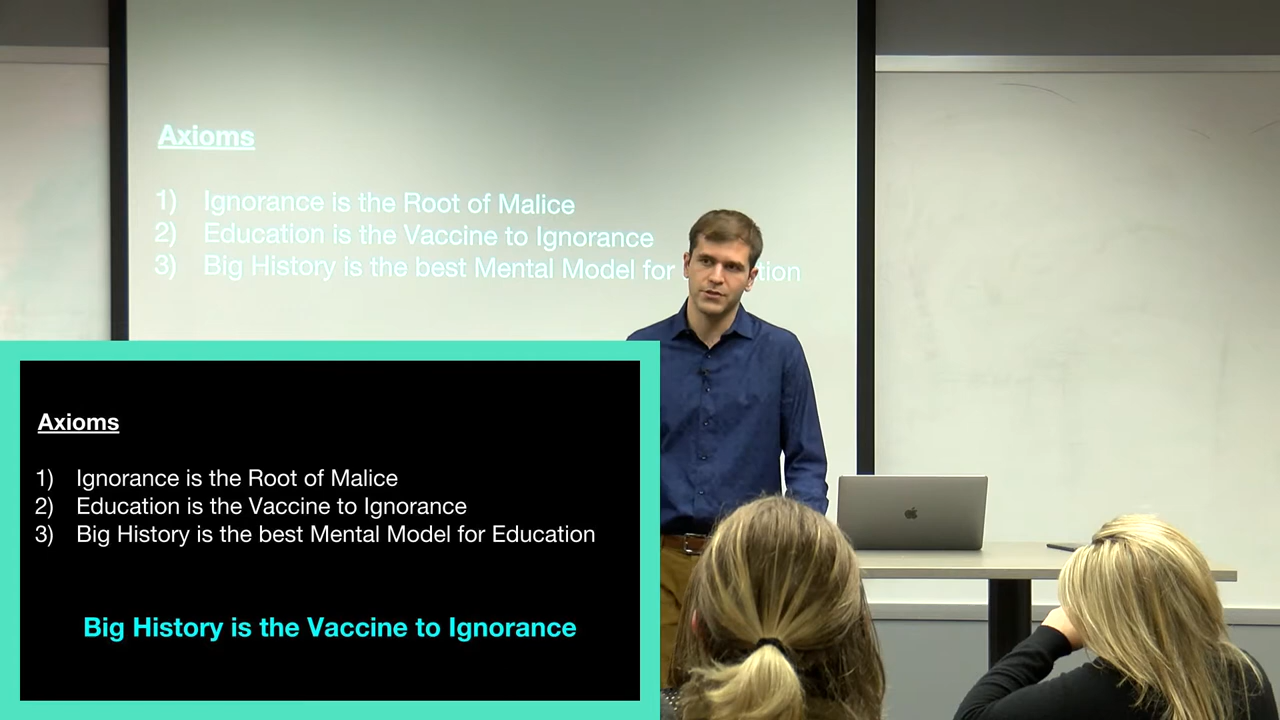 Axioms
1) Ignorance is the Root of Malice
2) Education is the Vaccine to Ignorance
3) Big History is the best Mental Model for tion
Axioms
1) Ignorance is the Root of Malice
2) Education is the Vaccine to Ignorance
3) Big History is the best Mental Model for Education
Big History is the Vaccine to Ignorance